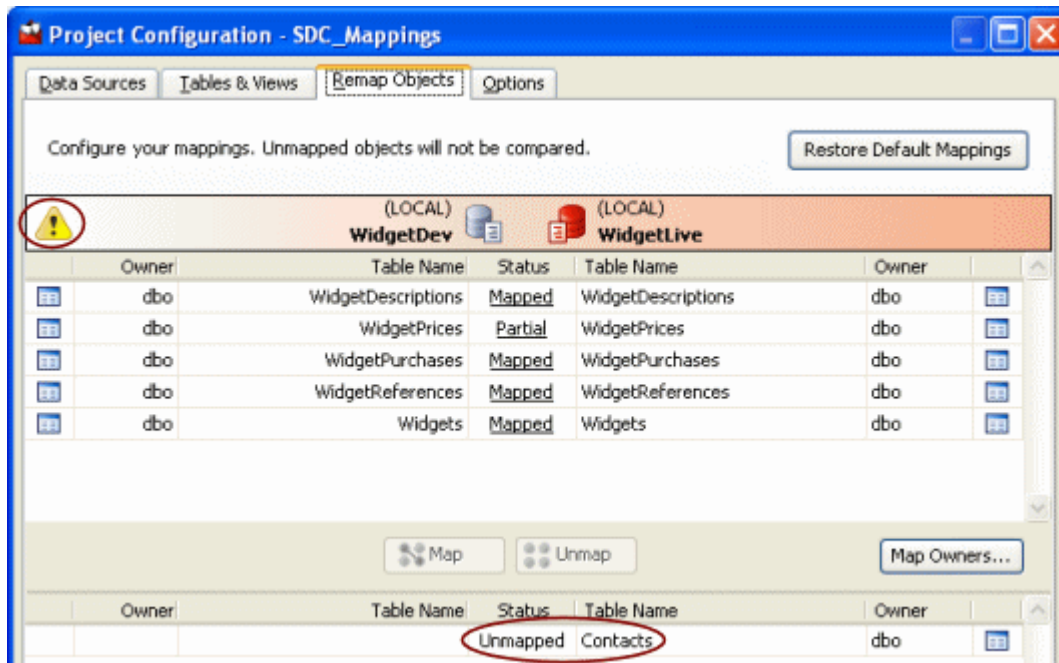 Project Configuration - SDC_Mappings
Data Sources Tables & Views Remap Objects Options
Configure your mappings. Unmapped objects will not be compared. Restore Default Mappings
(LOCAL) (LOCAL)
WidgetDev WidgetLive
Owner Table Name Status Table Name Owner
dbo WidgetDescriptions Mapped WidgetDescriptions dbo
dbo WidgetPrices Partial WidgetPrices dbo
dbo WidgetPurchases Mapped WidgetPurchases dbo
dbo WidgetReferences Mapped WidgetReferences dbo
dbo Widgets Mapped Widgets dbo
Map Unmap Map Owners...
Owner Table Name Status Table Name Owner
Unmapped Contacts dbo